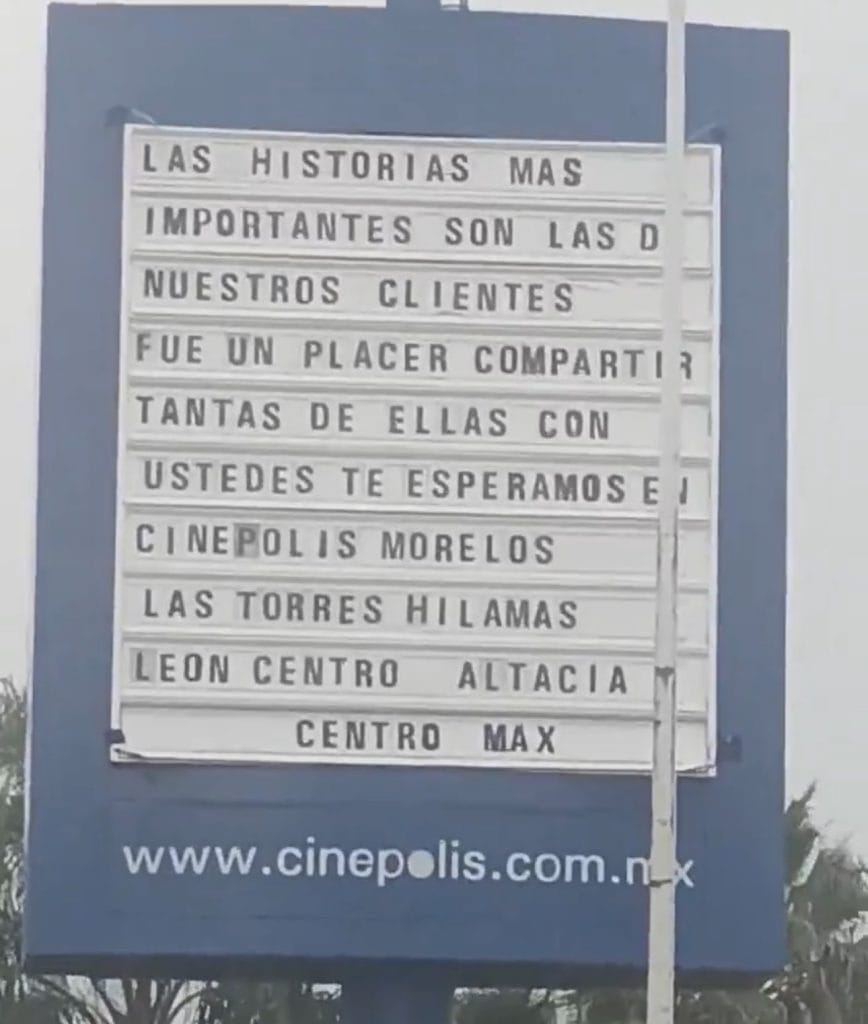 LAS HISTORIAS MAS
IMPORTANTES SON LAS D
NUESTROS CLIENTES
FUE UN PLACER COMPARTIR
TANTAS DE ELLAS CON
USTEDES TE ESPERAMOS EN
CINEPOLIS MORELOS
LAS TORRES HILAMAS
LEON CENTRO ALTACIA
CENTRO MAX
www.cinepolis.com.mx